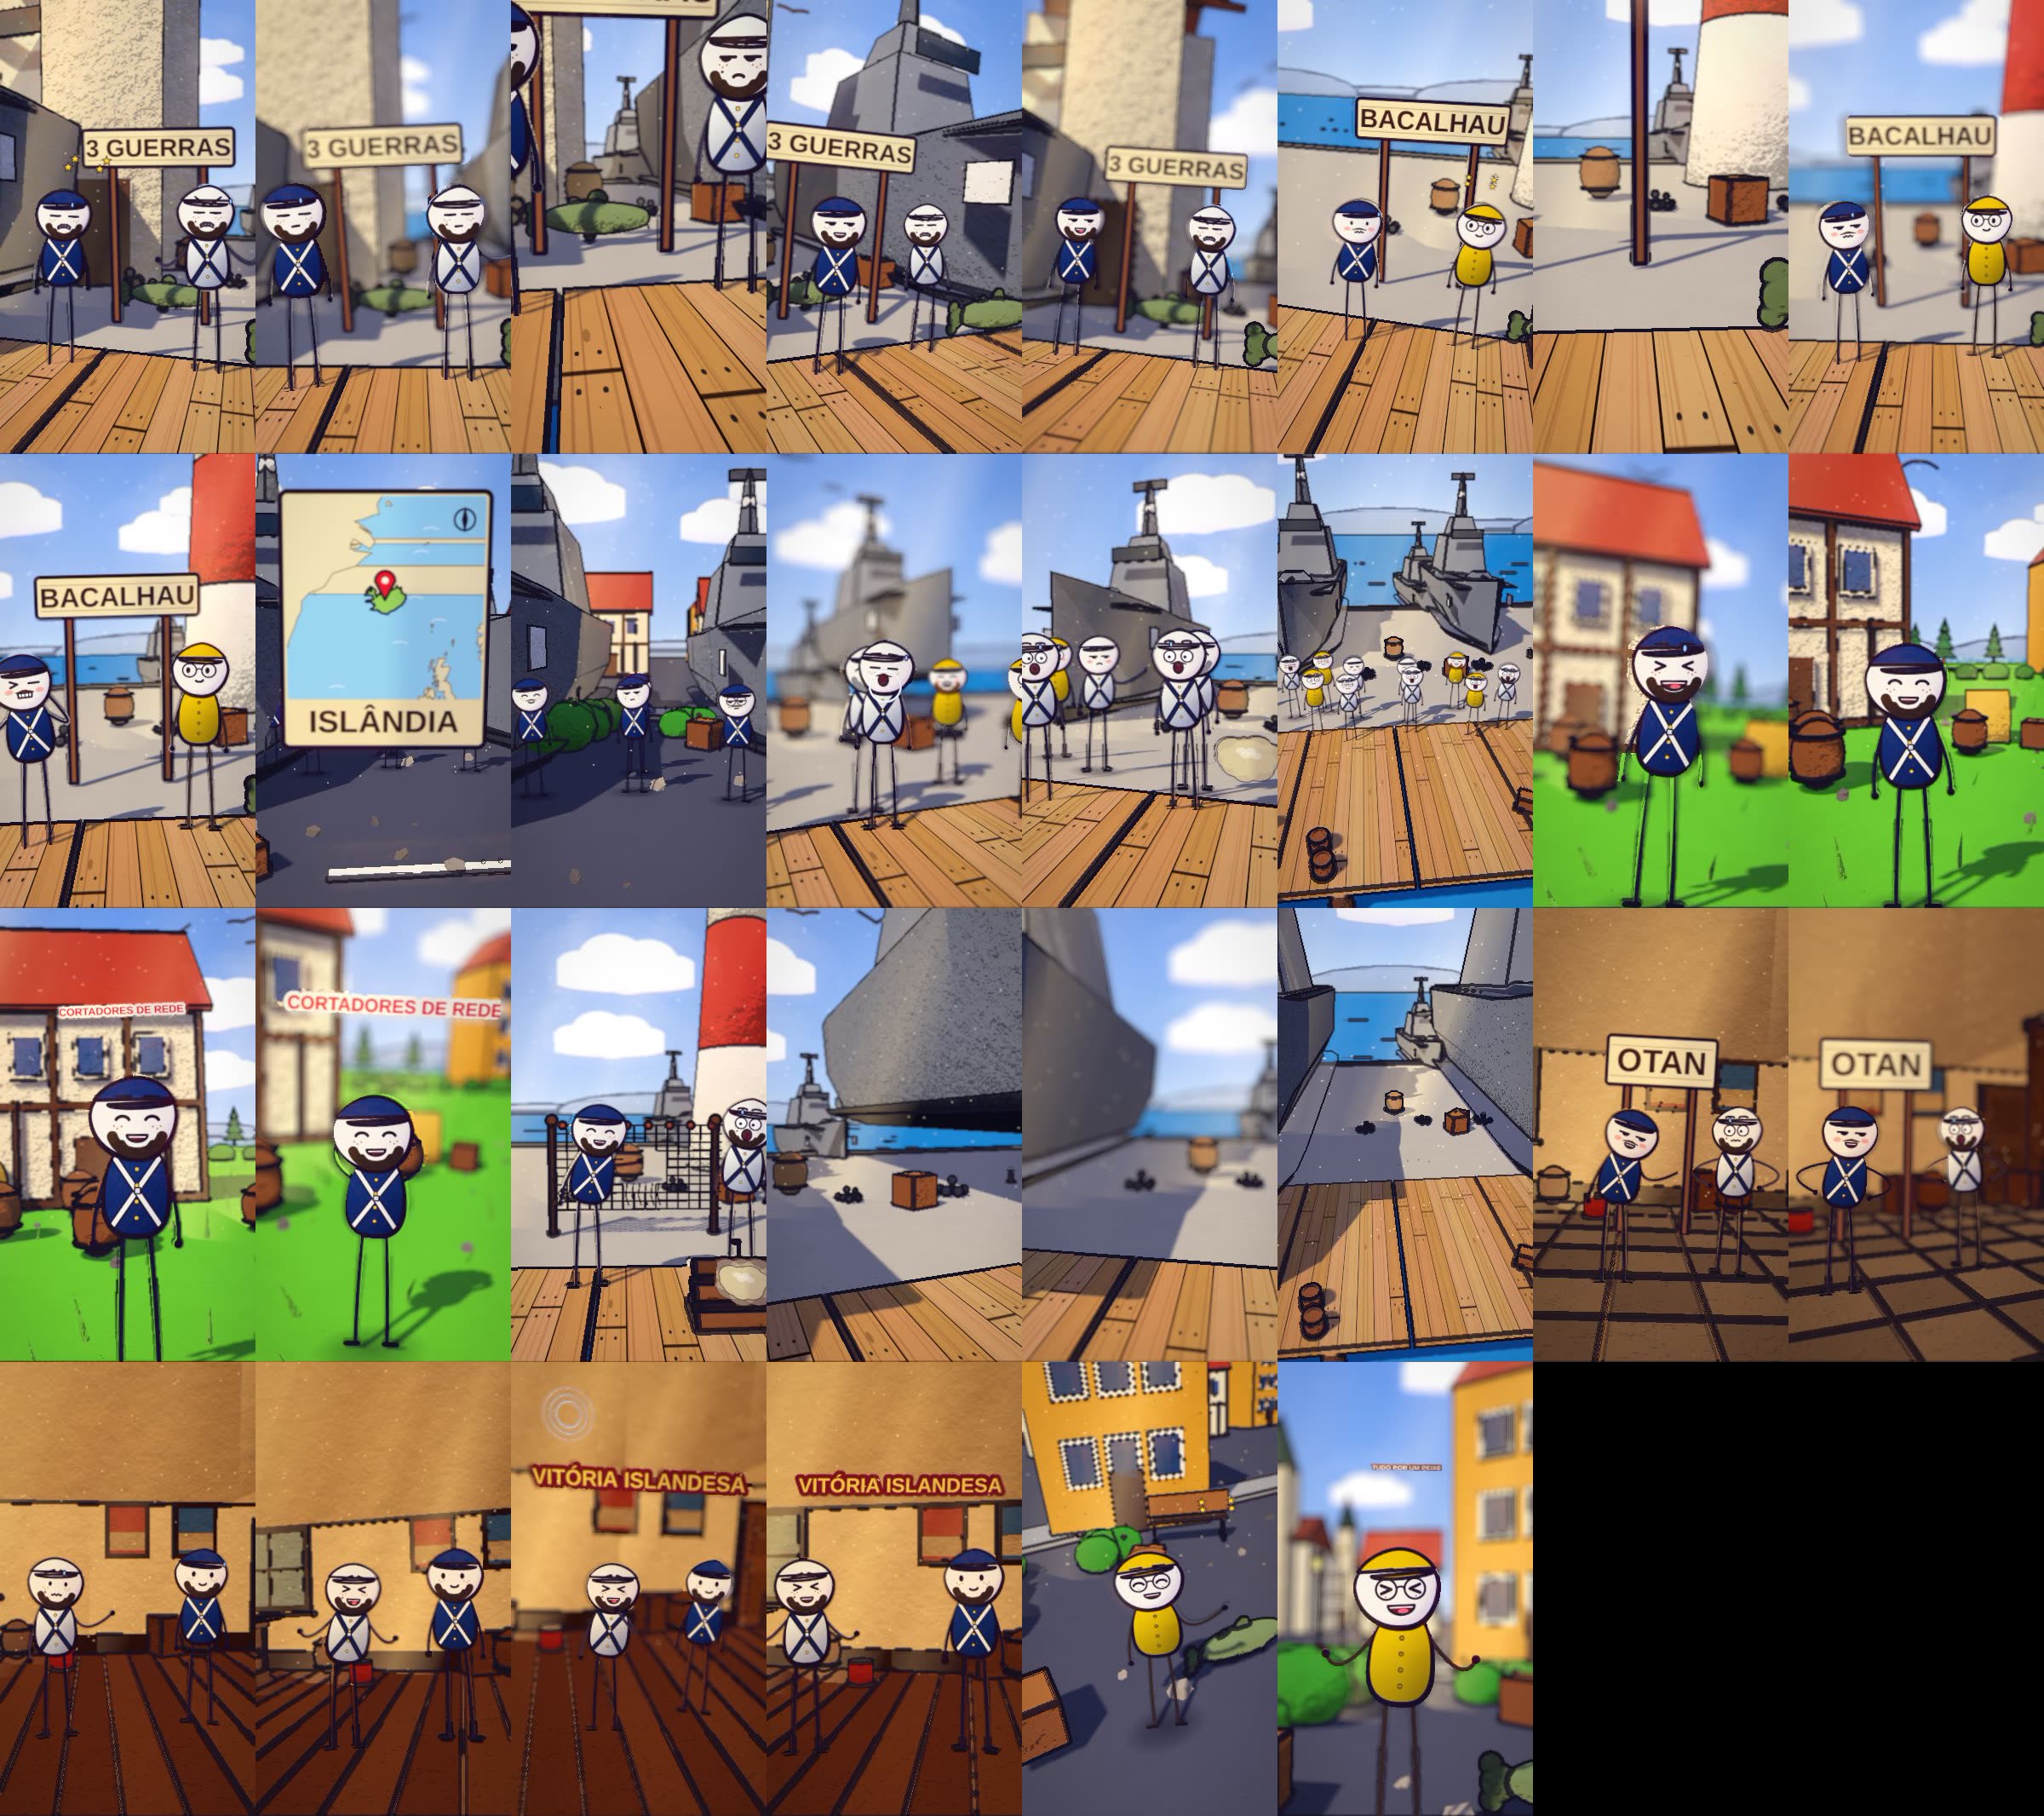 3 GUERRAS
3 GUERRAS
3 GUERRAS
3 GUERRAS
BACALHAU
BACALHAU
BACALHAU
ISLÂNDIA
CORTADORES DE REDE
CORTADORES DE REDE
OTAN
OTAN
VITÓRIA ISLANDESA
VITÓRIA ISLANDESA
TUDO POR UM PEIXE